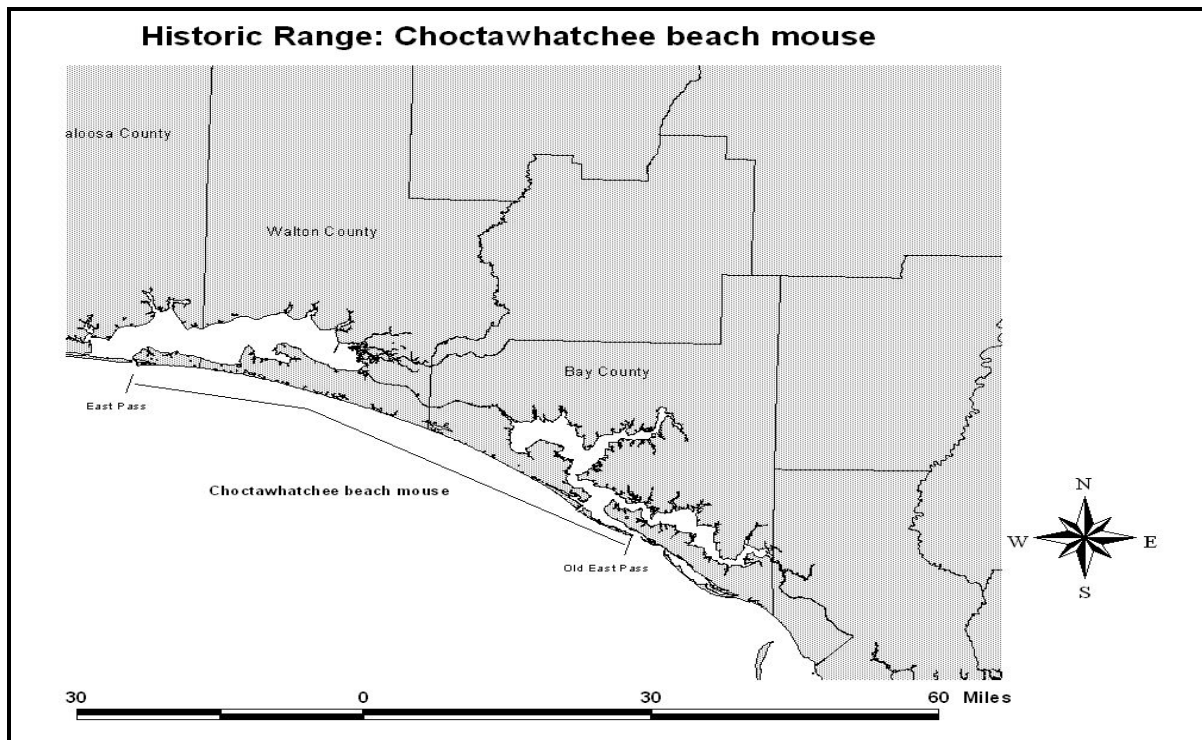 Historic Range: Choctawhatchee beach mouse
aloosa County
Walton County
Bay County
East Pass
Choctawhatchee beach mouse
Old East Pass
N
W E
S
30 0 30 60 Miles